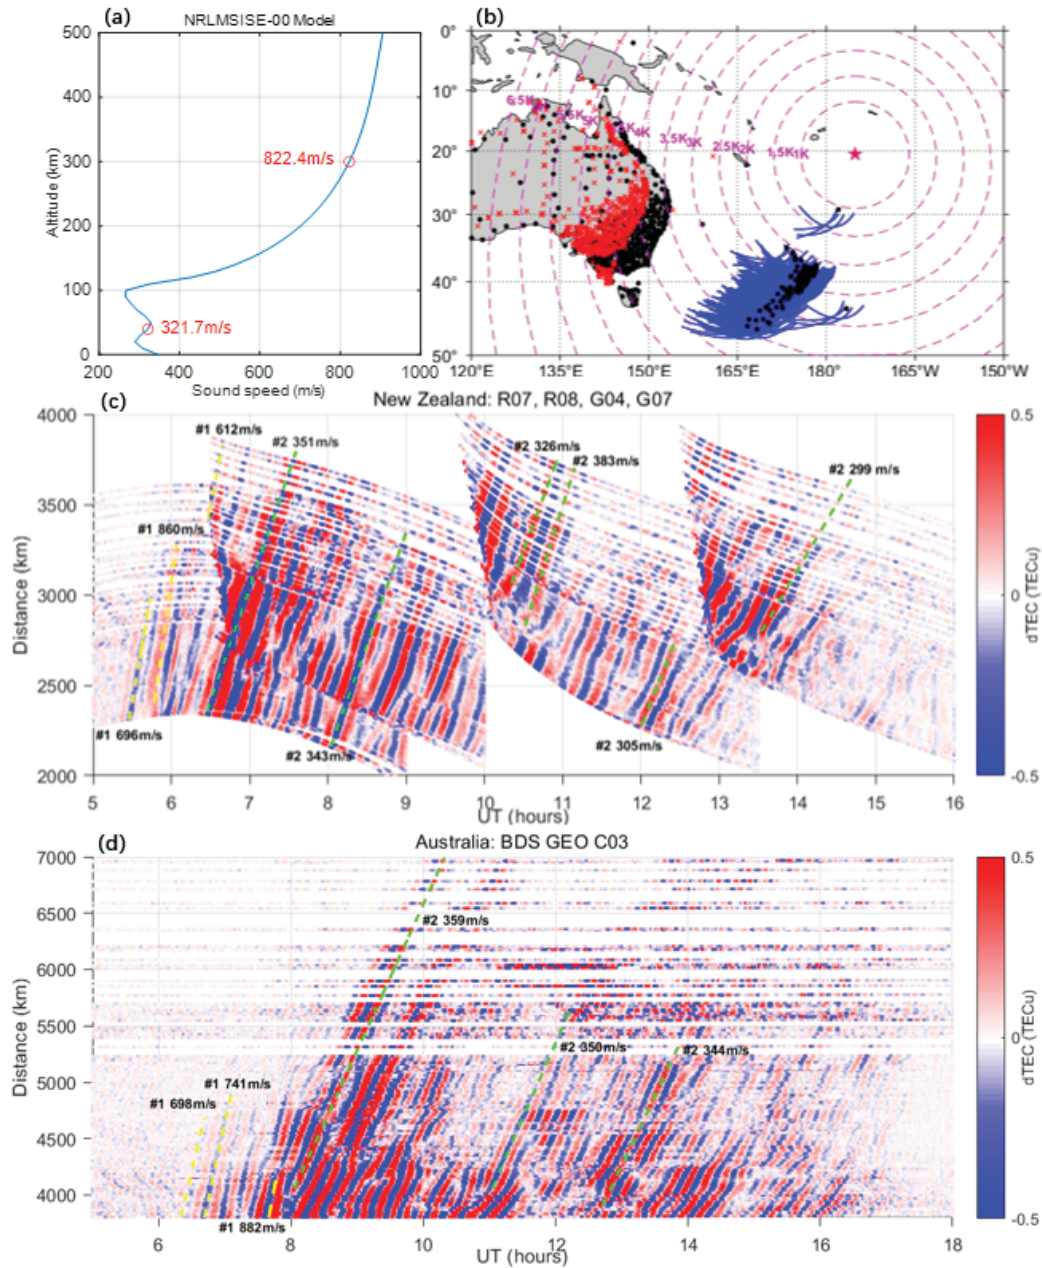 (a)
NRLMSISE-00 Model
500
400
300
200
100
0
Altitude (km)
822.4m/s
321.7m/s
200
400
600
800
1000
Sound speed (m/s)
(b)
0°
10°
20°
30°
40°
50°
6.5K
5K
4K
3.5K
3K
2.5K
2K
1.5K
1K
120°E
135°E
150°E
165°E
180°
165°W
150°W
(c)
New Zealand: R07, R08, G04, G07
4000
3500
3000
2500
2000
Distance (km)
#1 612m/s
#2 351m/s
#1 860m/s
#1 696m/s
#2 343m/s
#2 326m/s
#2 383m/s
#2 305m/s
#2 299 m/s
5
6
7
8
9
10
11
12
13
14
15
16
UT (hours)
0.5
0
-0.5
dTEC (TECu)
(d)
Australia: BDS GEO C03
7000
6500
6000
5500
5000
4500
4000
Distance (km)
#2 359m/s
#2 350m/s
#2 344m/s
#1 741m/s
#1 698m/s
#1 882m/s
6
8
10
12
14
16
18
UT (hours)
0.5
0
-0.5
dTEC (TECu)